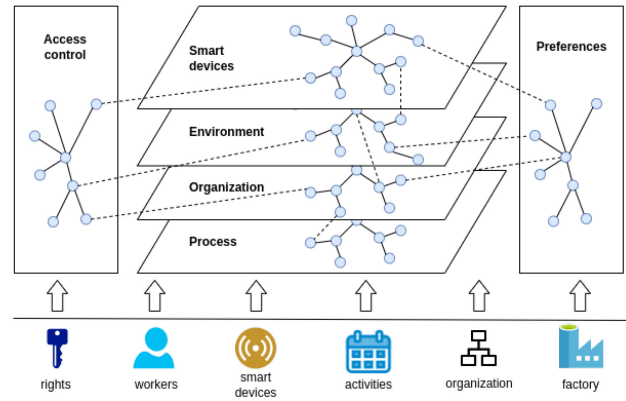 Access
control
Smart
devices
Preferences
Environment
Organization
Process
rights
workers
smart
devices
activities
organization
factory